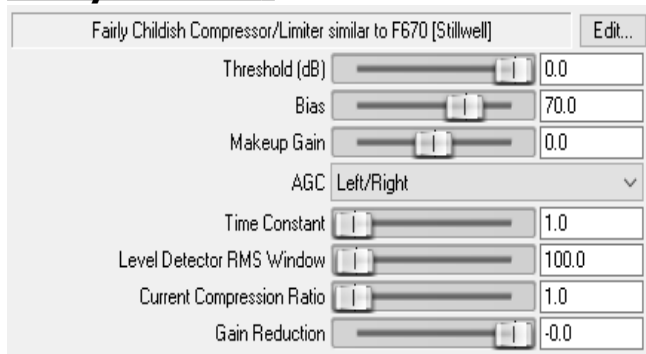 Fairly Childish Compressor/Limiter similar to F670 [Stillwell] Edit...
Threshold (dB) 0.0
Bias 70.0
Makeup Gain 0.0
AGC Left/Right
Time Constant 1.0
Level Detector RMS Window 100.0
Current Compression Ratio 1.0
Gain Reduction -0.0